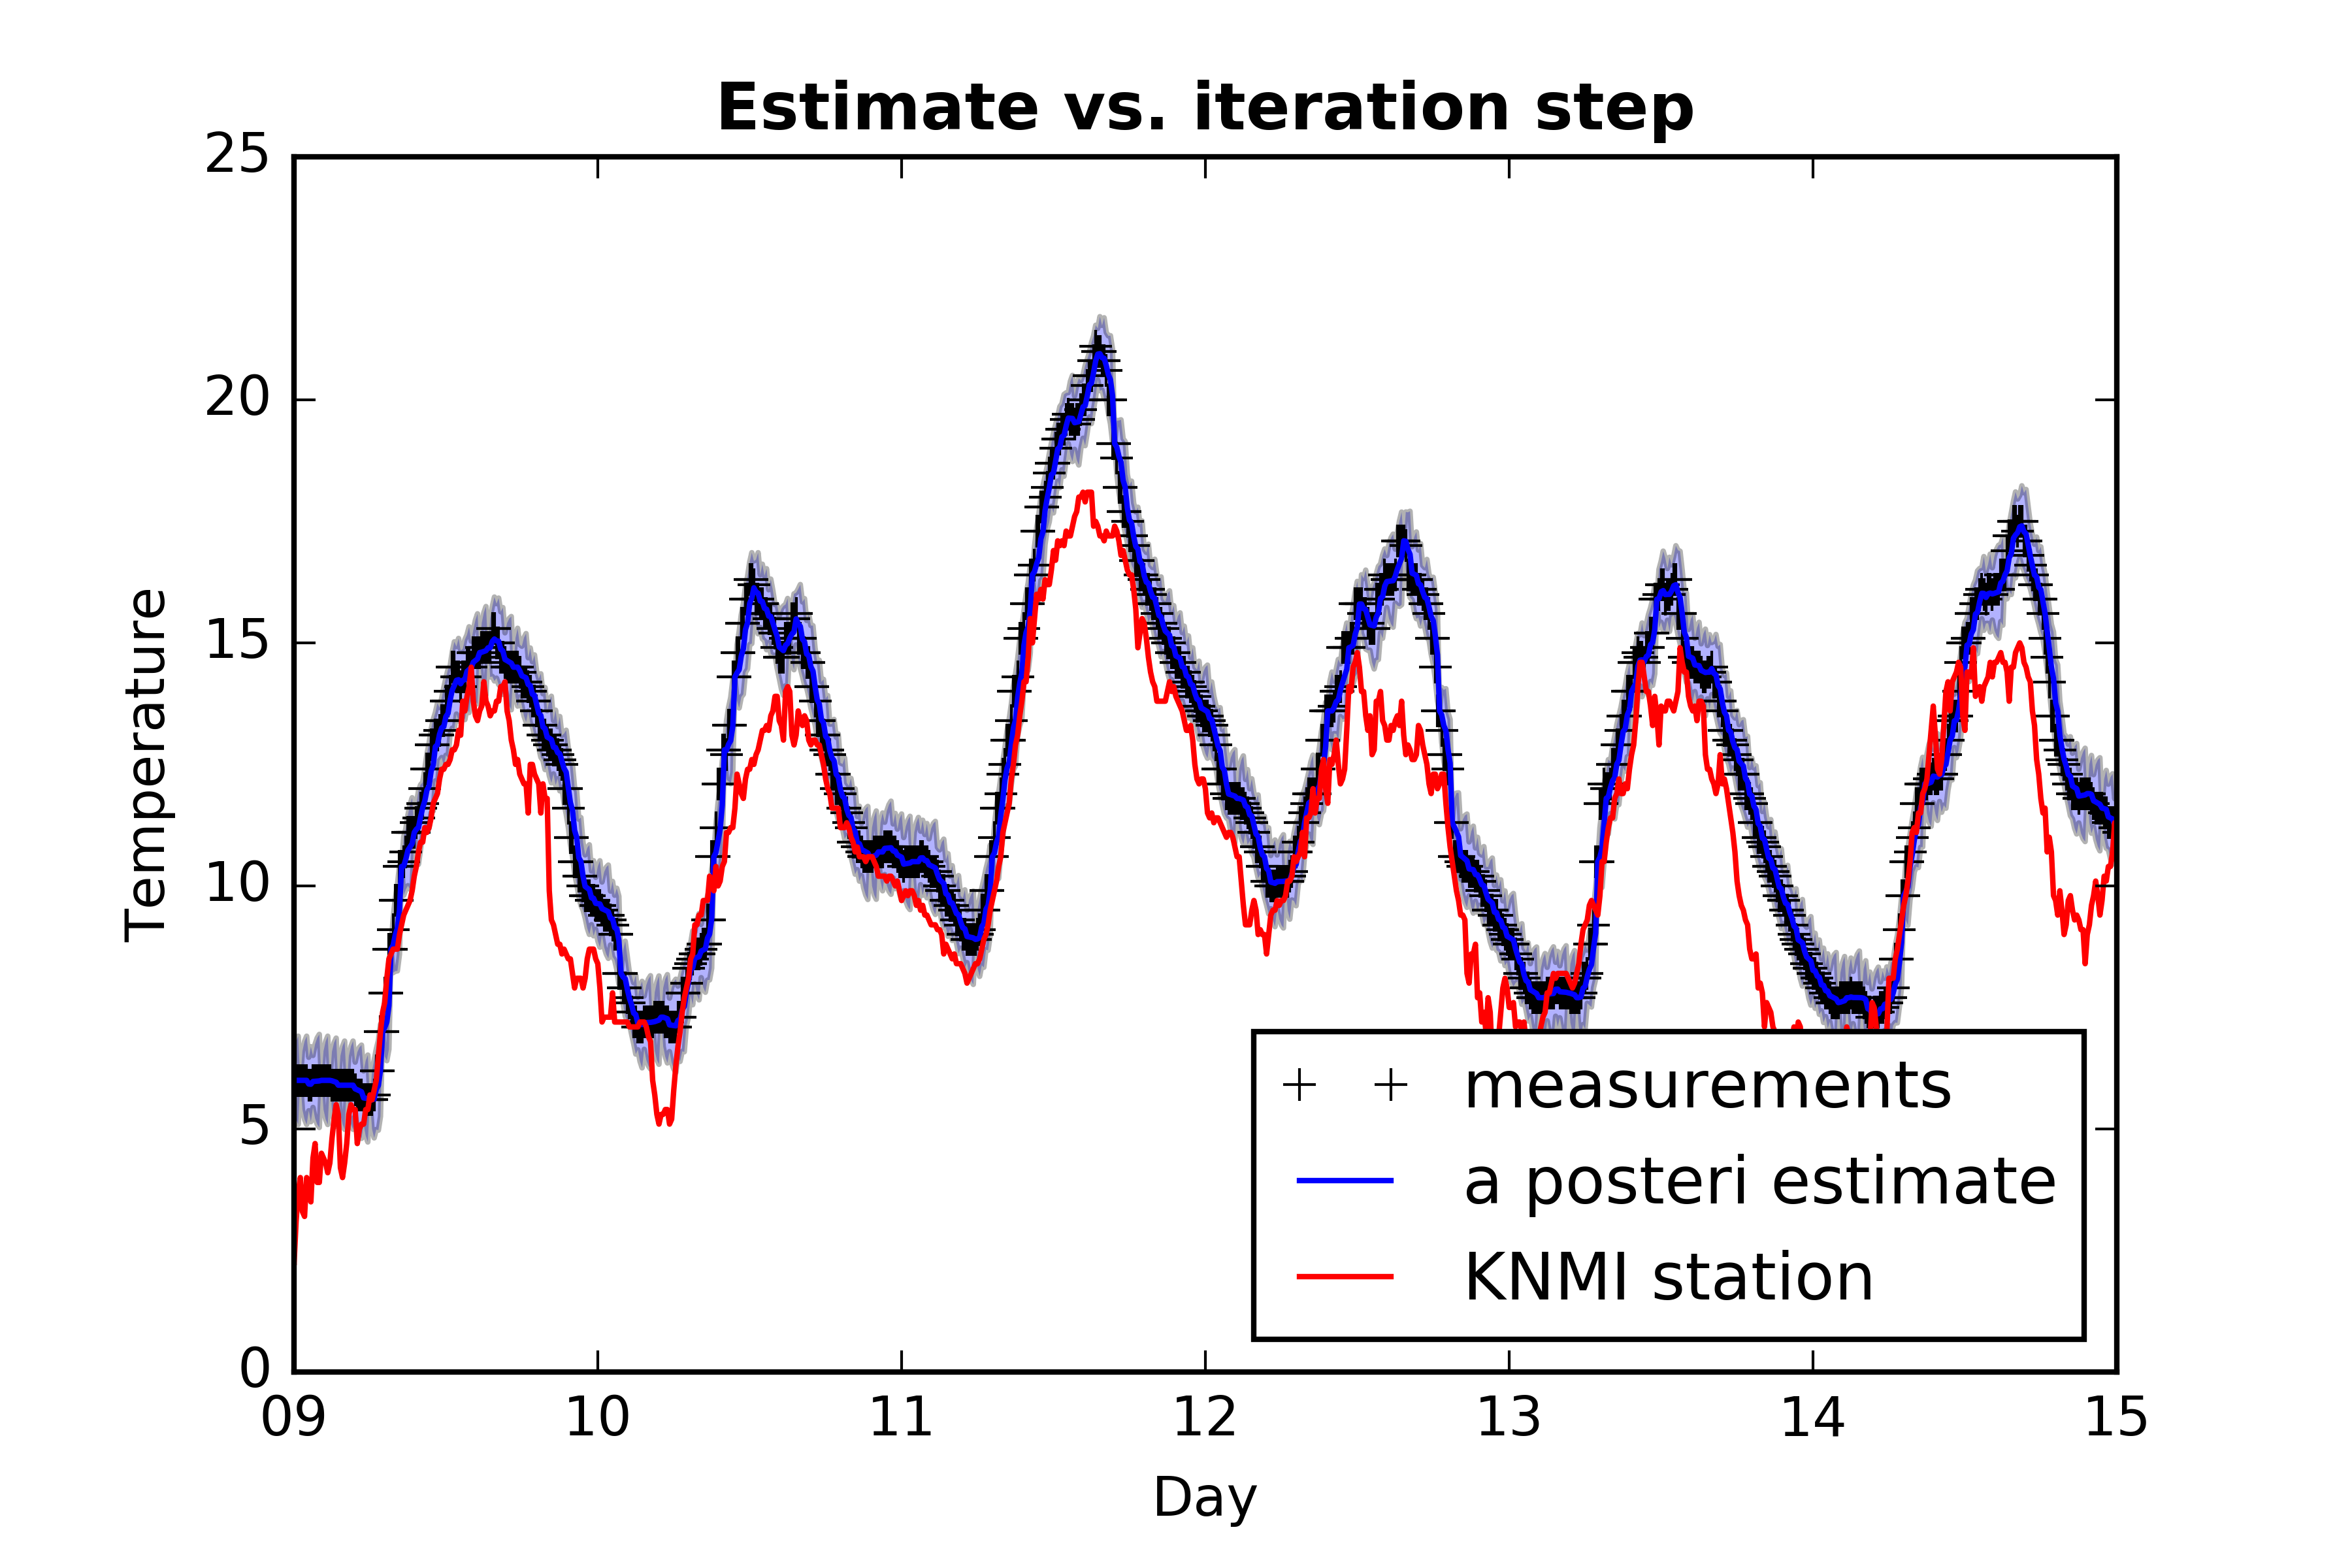 Estimate vs. iteration step
25
20
15
10
5
0
Temperature
09 10 11 12 13 14 15
Day
measurements
a posteri estimate
KNMI station